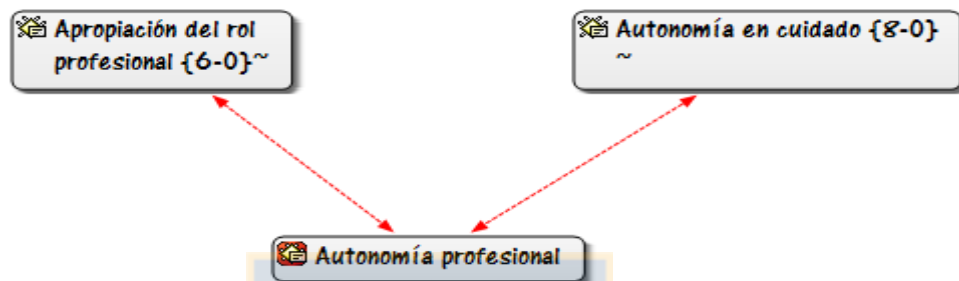 Apropiación del rol
profesional {6-0}~
Autonomía en cuidado {8-0}
~
Autonomía profesional